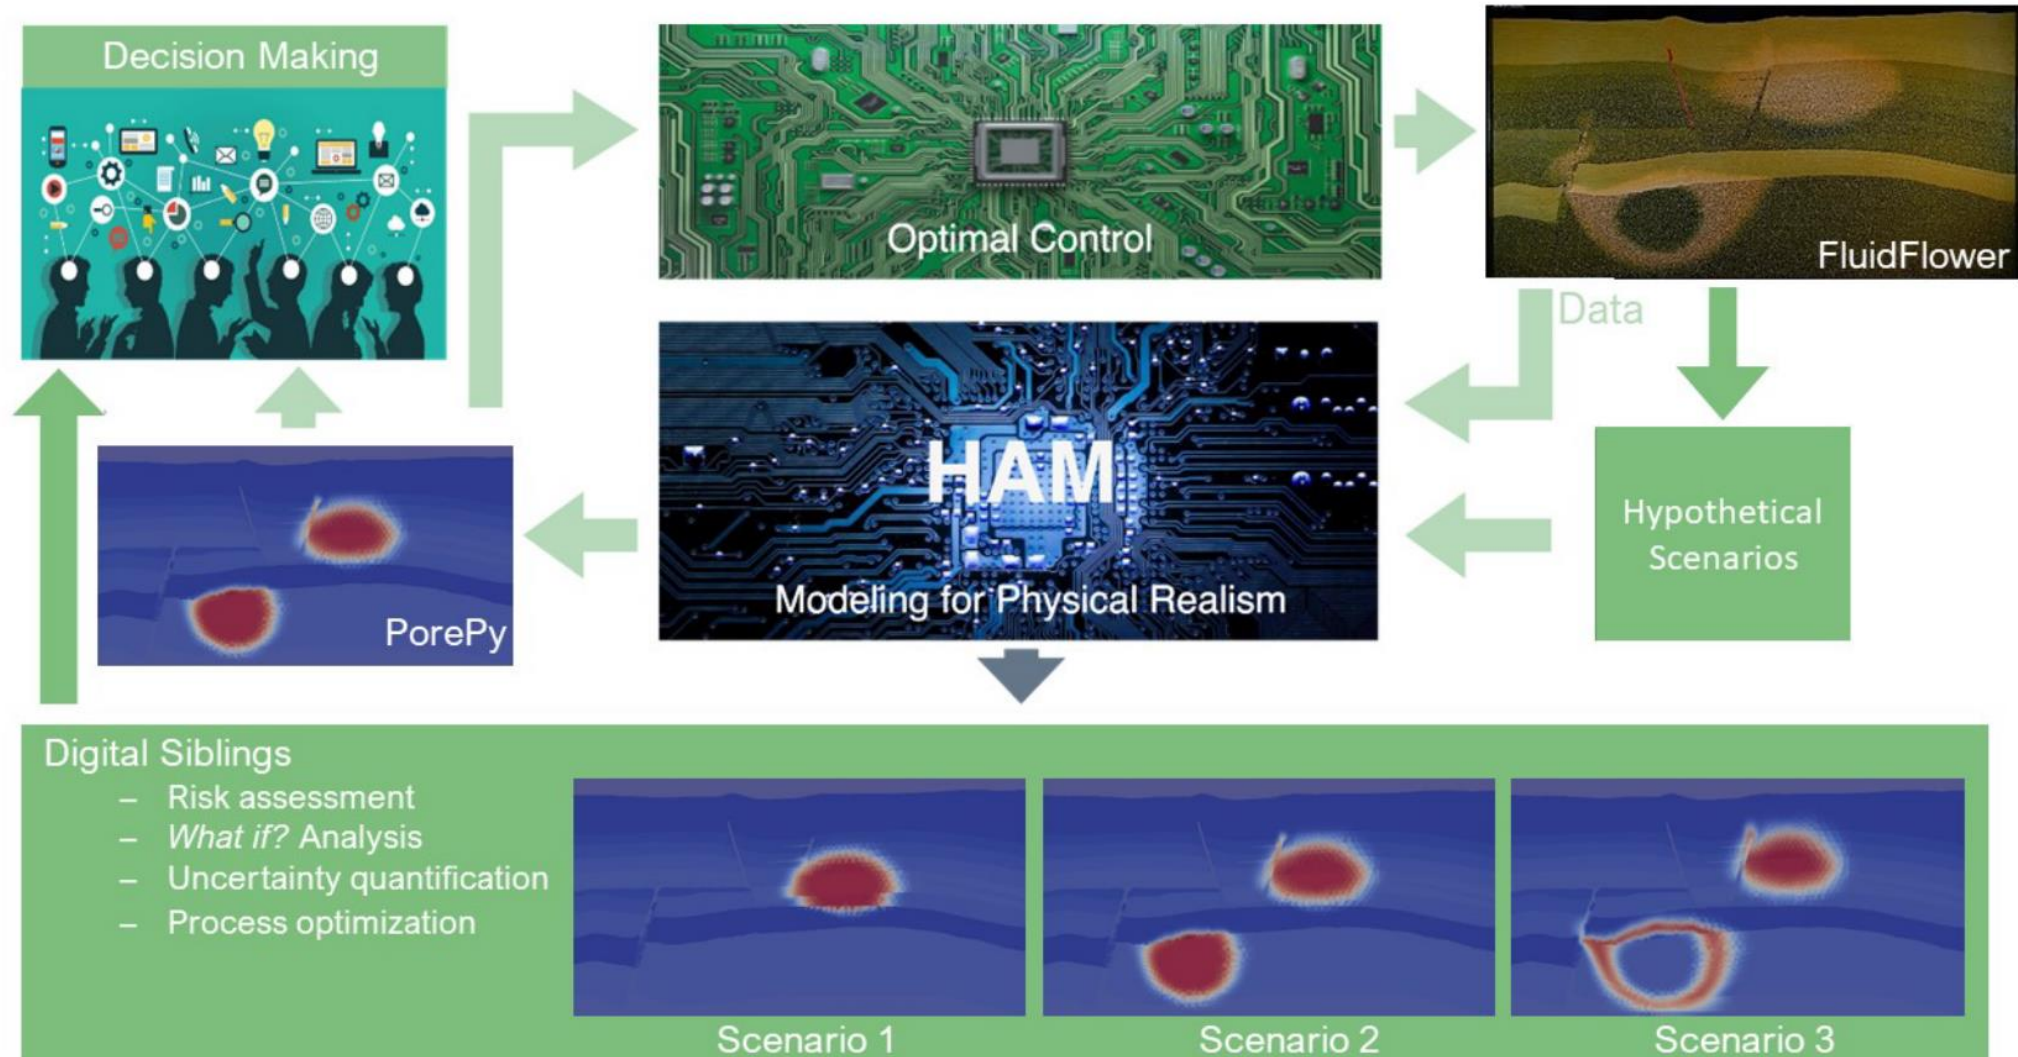 Decision Making
Optimal Control
FluidFlower
Data
HAM
Modeling for Physical Realism
Hypothetical
Scenarios
PorePy
Digital Siblings
– Risk assessment
– What if? Analysis
– Uncertainty quantification
– Process optimization
Scenario 1
Scenario 2
Scenario 3